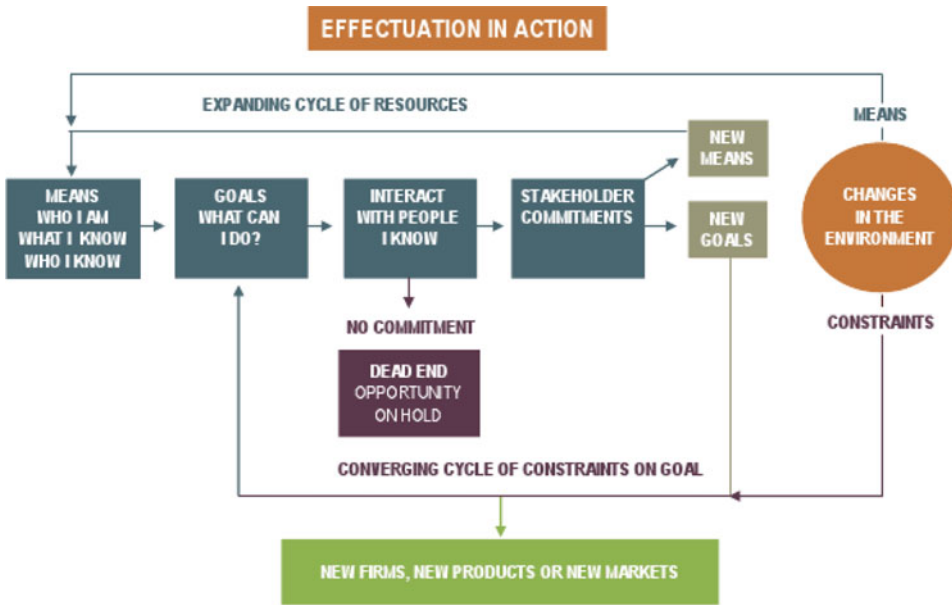 EFFECTUATION IN ACTION
EXPANDING CYCLE OF RESOURCES
MEANS
NEW
MEANS
MEANS
WHO I AM
WHAT I KNOW
WHO I KNOW
GOALS
WHAT CAN
I DO?
INTERACT
WITH PEOPLE
I KNOW
STAKEHOLDER
COMMITMENTS
NEW
GOALS
CHANGES
IN THE
ENVIRONMENT
NO COMMITMENT
CONSTRAINTS
DEAD END
OPPORTUNITY
ON HOLD
CONVERGING CYCLE OF CONSTRAINTS ON GOAL
NEW FIRMS, NEW PRODUCTS OR NEW MARKETS